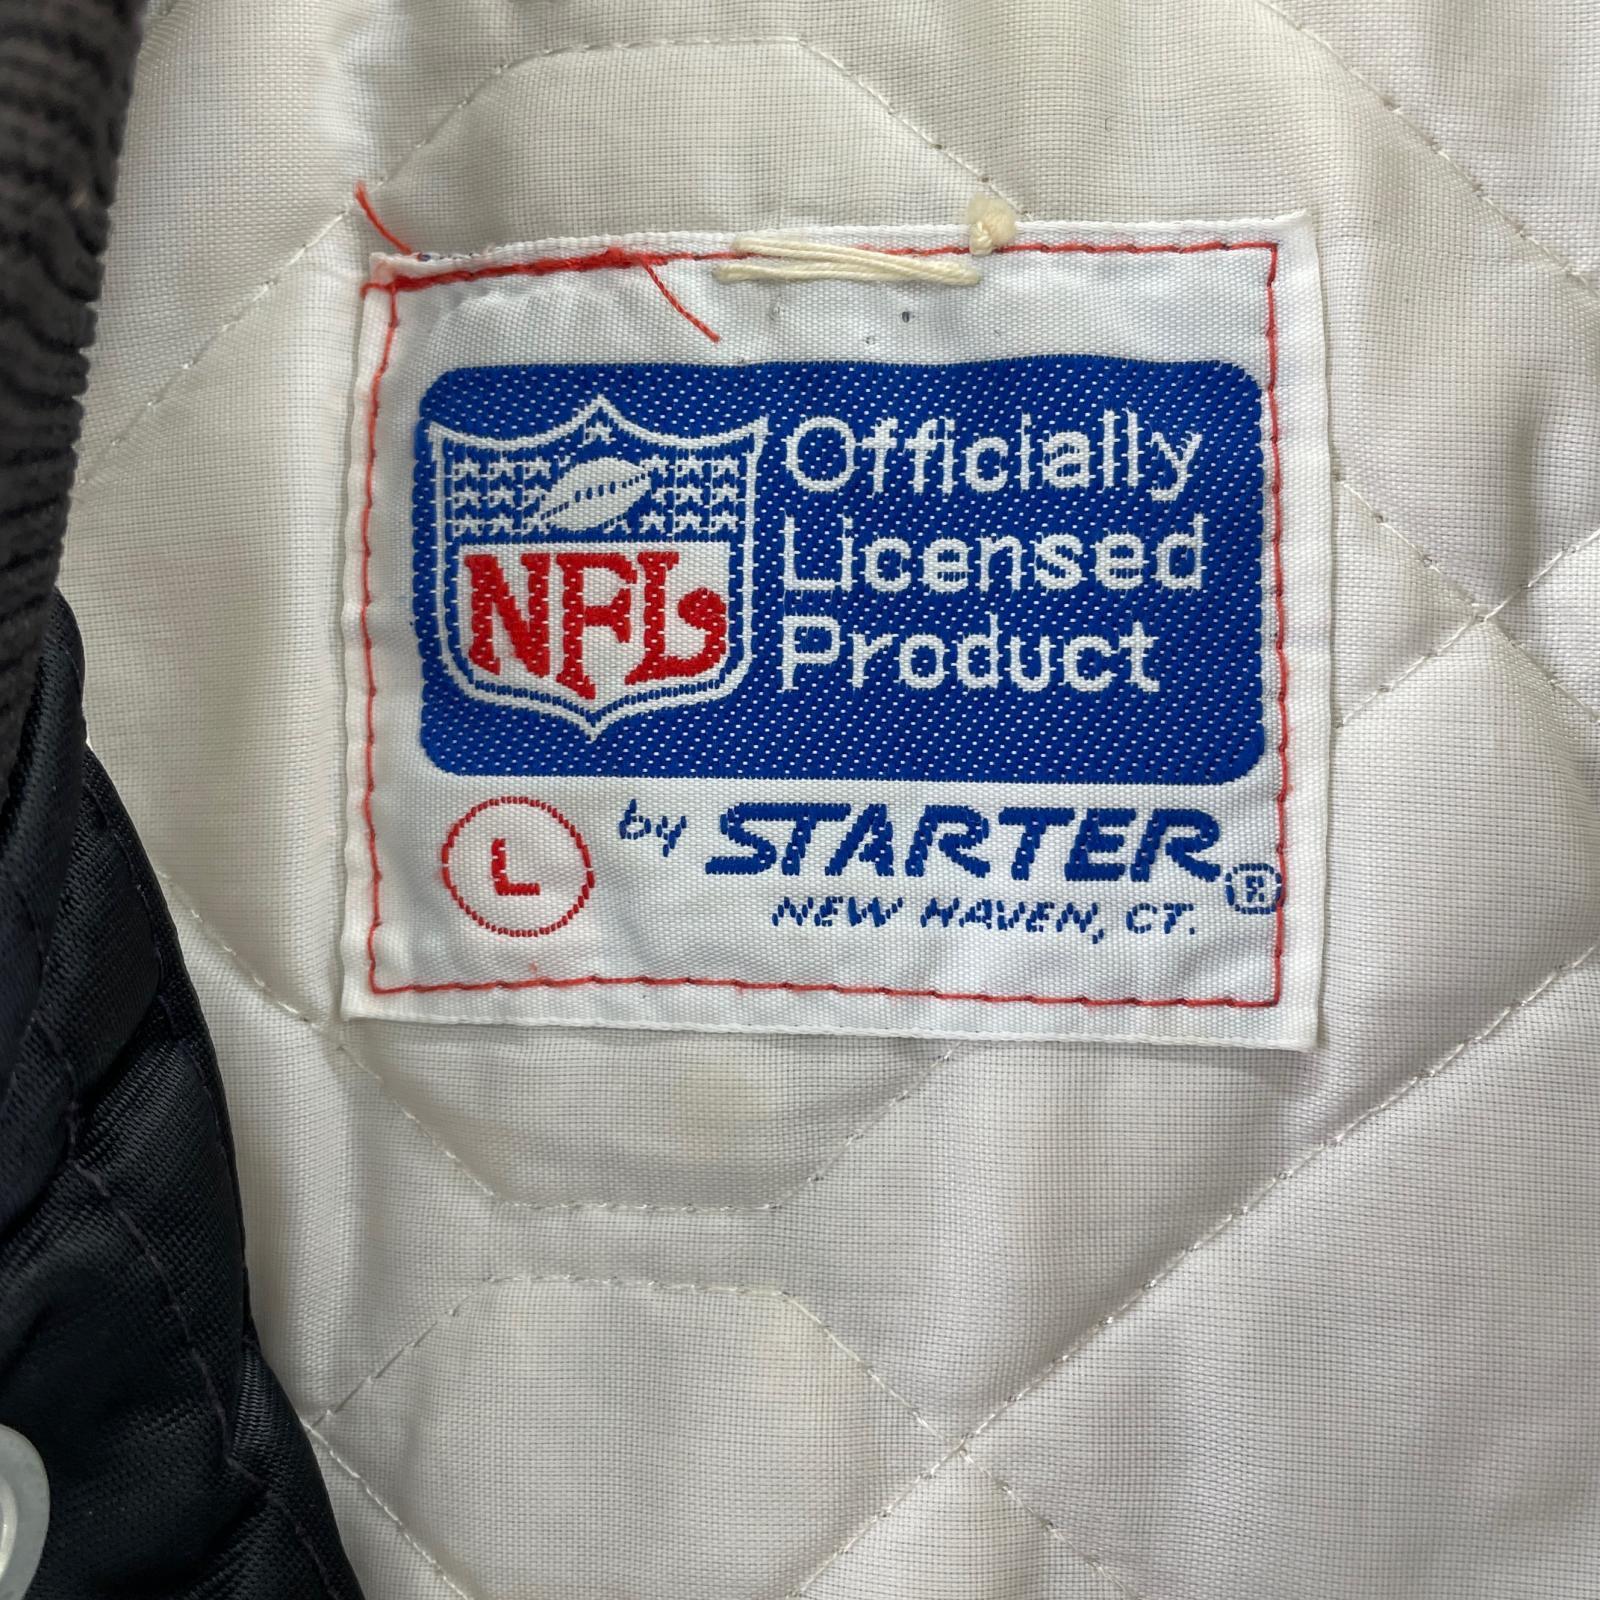 Officially
Licensed
Product
NFL
L
by STARTER®
NEW HAVEN, CT.